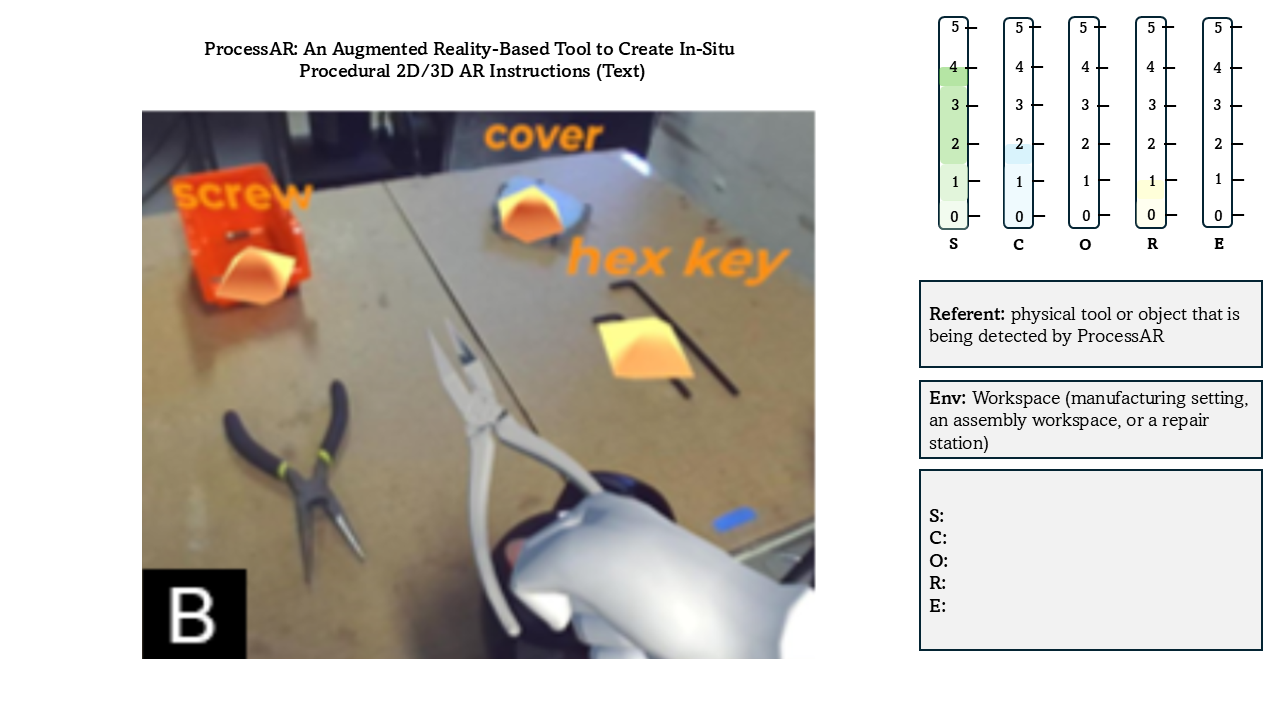 ProcessAR: An Augmented Reality-Based Tool to Create In-Situ
Procedural 2D/3D AR Instructions (Text)
cover
screw
hex key
B
5 5 5 5 5
4 4 4 4 4
3 3 3 3 3
2 2 2 2 2
1 1 1 1 1
0 0 0 0 0
S C O R E
Referent: physical tool or object that is
being detected by ProcessAR
Env: Workspace (manufacturing setting,
an assembly workspace, or a repair
station)
S:
C:
O:
R:
E: